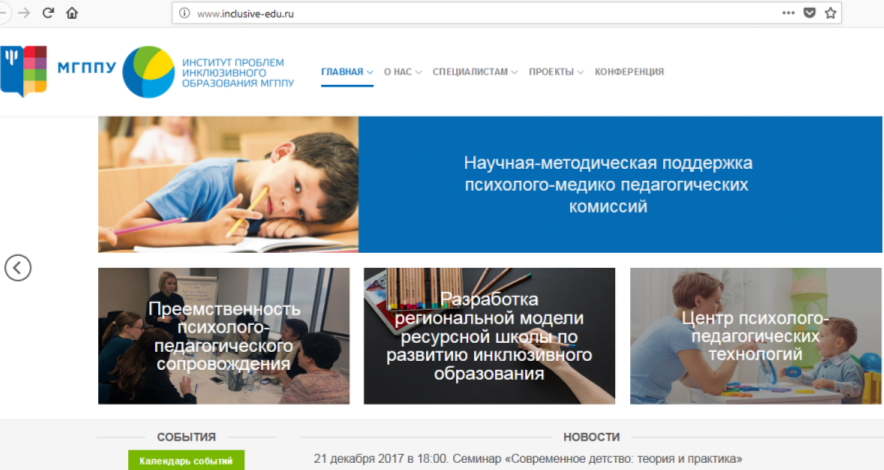 www.inclusive-edu.ru
МГППУ
ИНСТИТУТ ПРОБЛЕМ
ИНКЛЮЗИВНОГО
ОБРАЗОВАНИЯ МГППУ
ГЛАВНАЯ О НАС СПЕЦИАЛИСТАМ ПРОЕКТЫ КОНФЕРЕНЦИЯ
Научная-методическая поддержка
психолого-медико педагогических
комиссий
Преемственность
психолого-
педагогического
сопровождения
Разработка
региональной модели
ресурсной школы по
развитию инклюзивного
образования
Центр психолого-
педагогических
технологий
СОБЫТИЯ
Календарь событий
НОВОСТИ
21 декабря 2017 в 18:00. Семинар «Современное детство: теория и практика»